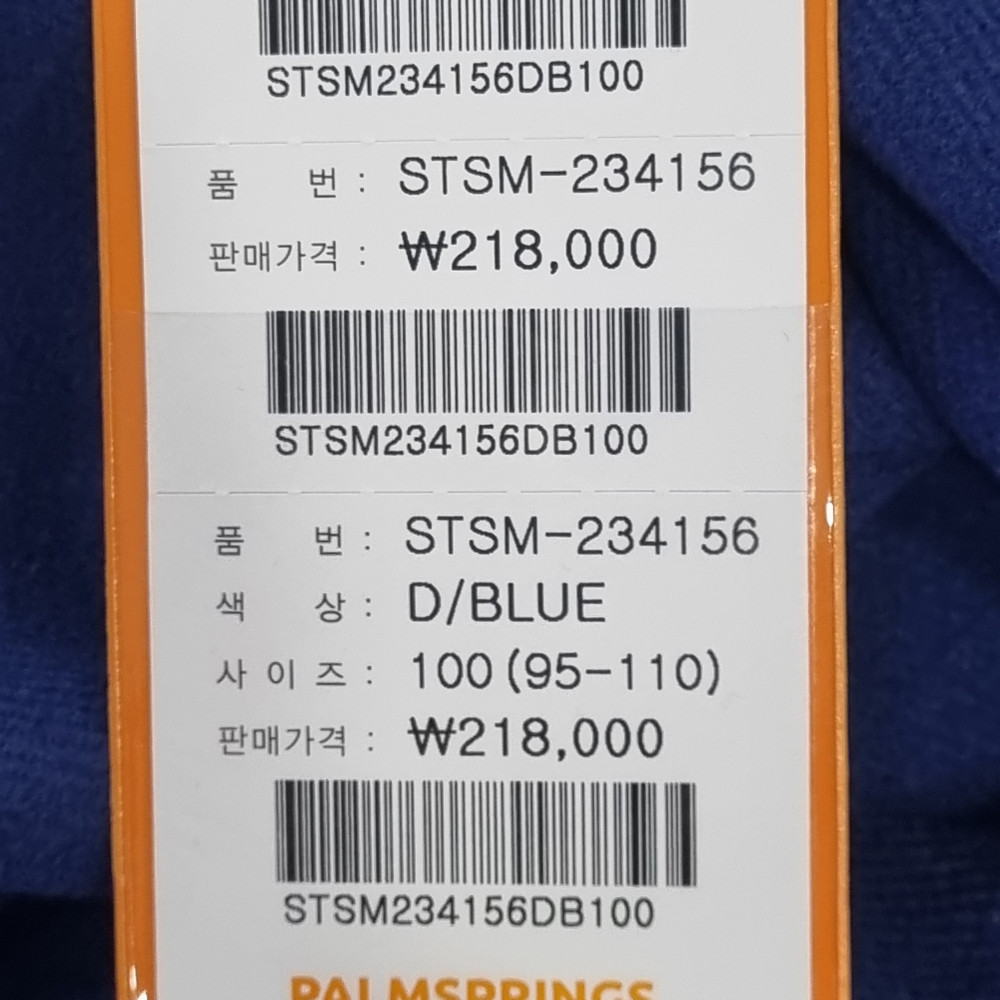 STSM234156DB100
품 번 : STSM-234156
판매가격 : ₩218,000
STSM234156DB100
품 번 : STSM-234156
색 상 : D/BLUE
사 이 즈 : 100 (95-110)
판매가격 : ₩218,000
STSM234156DB100
PALMSPRINGS